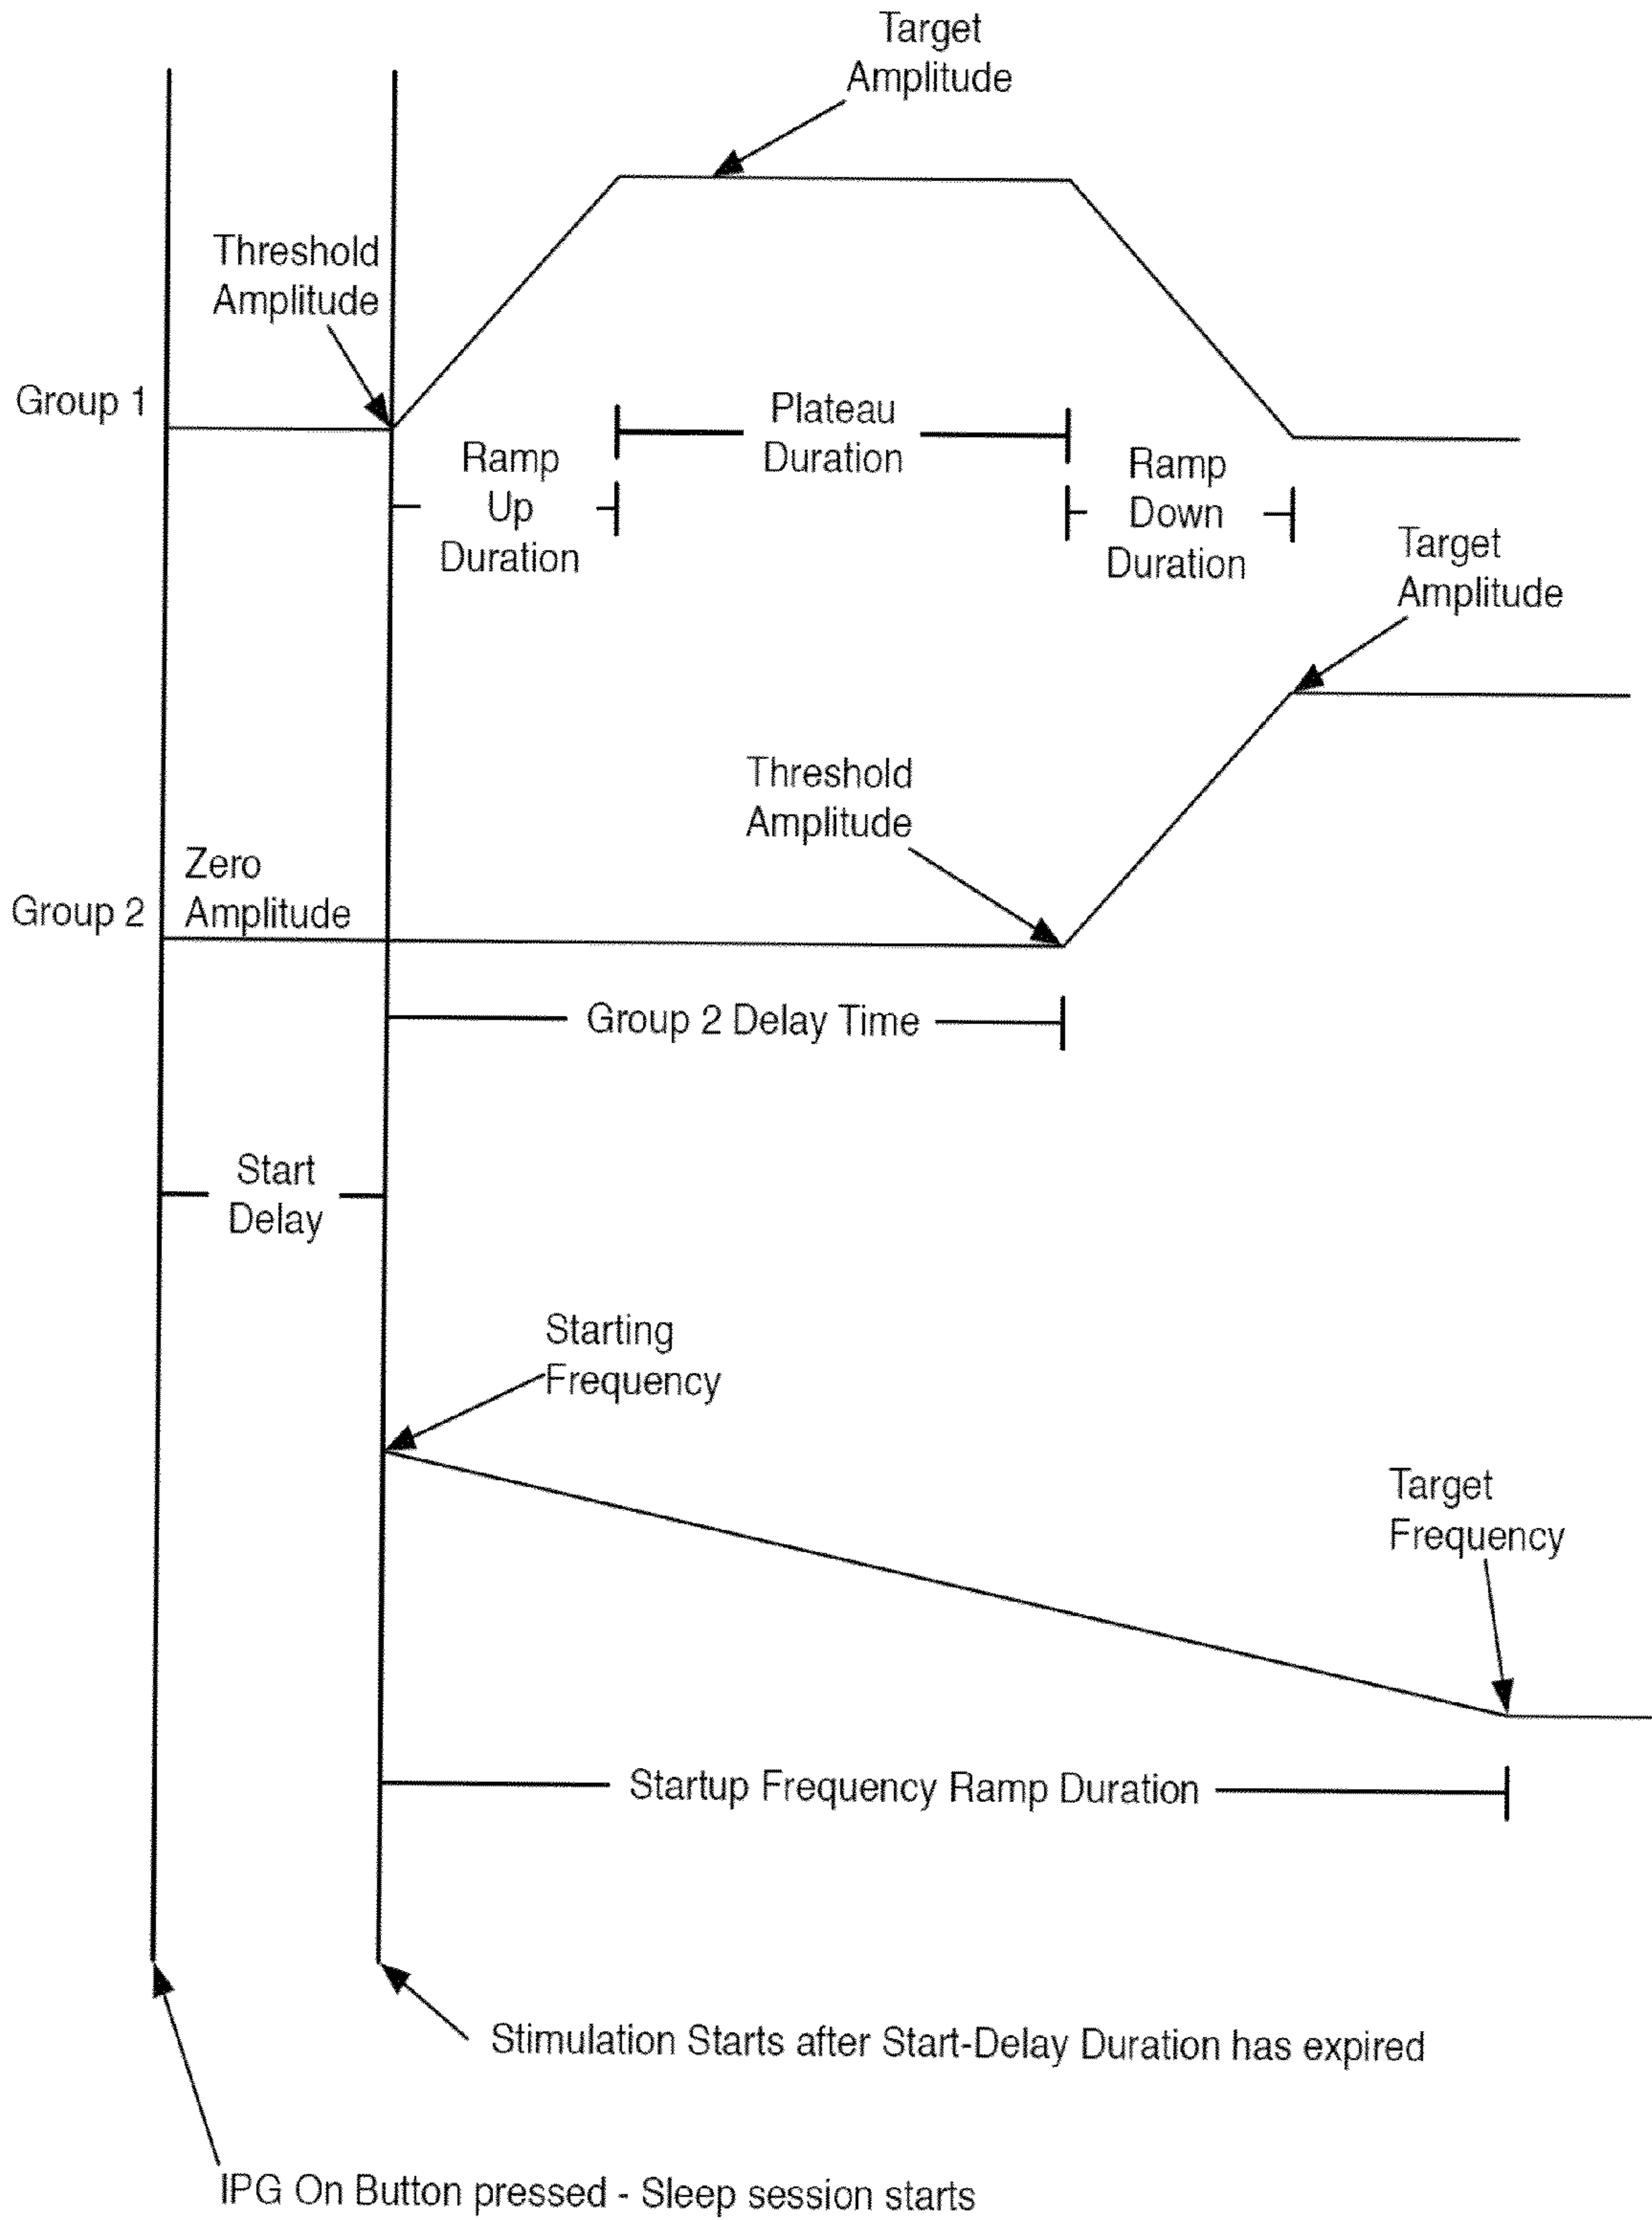 Target
Amplitude
Threshold
Amplitude
Group 1
Plateau
Duration
Ramp
Up
Duration
Ramp
Down
Duration
Target
Amplitude
Threshold
Amplitude
Zero
Amplitude
Group 2
Group 2 Delay Time
Start
Delay
Starting
Frequency
Target
Frequency
Startup Frequency Ramp Duration
Stimulation Starts after Start-Delay Duration has expired
IPG On Button pressed - Sleep session starts